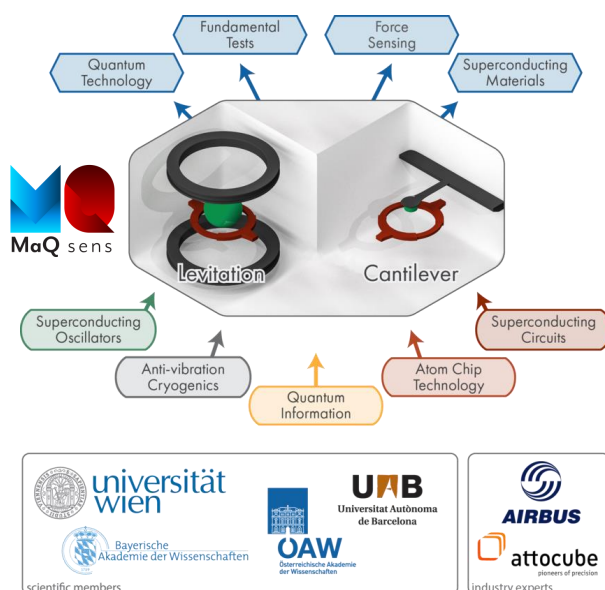 Fundamental
Tests
Force
Sensing
Quantum
Technology
Superconducting
Materials
MaQ sens
Levitation
Cantilever
Superconducting
Oscillators
Superconducting
Circuits
Anti-vibration
Cryogenics
Atom Chip
Technology
Quantum
Information
universität
wien
UAB
Universitat Autònoma
de Barcelona
AIRBUS
Bayerische
Akademie der Wissenschaften
ÖAW
Österreichische Akademie
der Wissenschaften
attocube
pioneers of precision
scientific members
industry experts